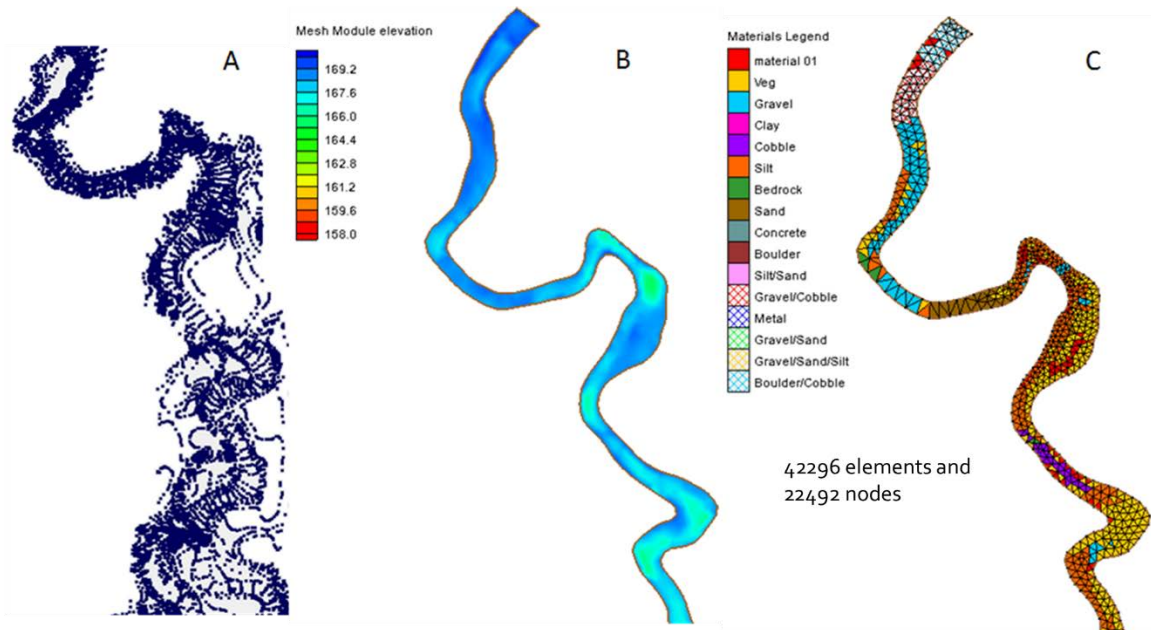 A
Mesh Module elevation
169.2
167.6
166.0
164.4
162.8
161.2
159.6
158.0
B
Materials Legend
material 01
Veg
Gravel
Clay
Cobble
Silt
Bedrock
Sand
Concrete
Boulder
Silt/Sand
Gravel/Cobble
Metal
Gravel/Sand
Gravel/Sand/Silt
Boulder/Cobble
C
42296 elements and
22492 nodes